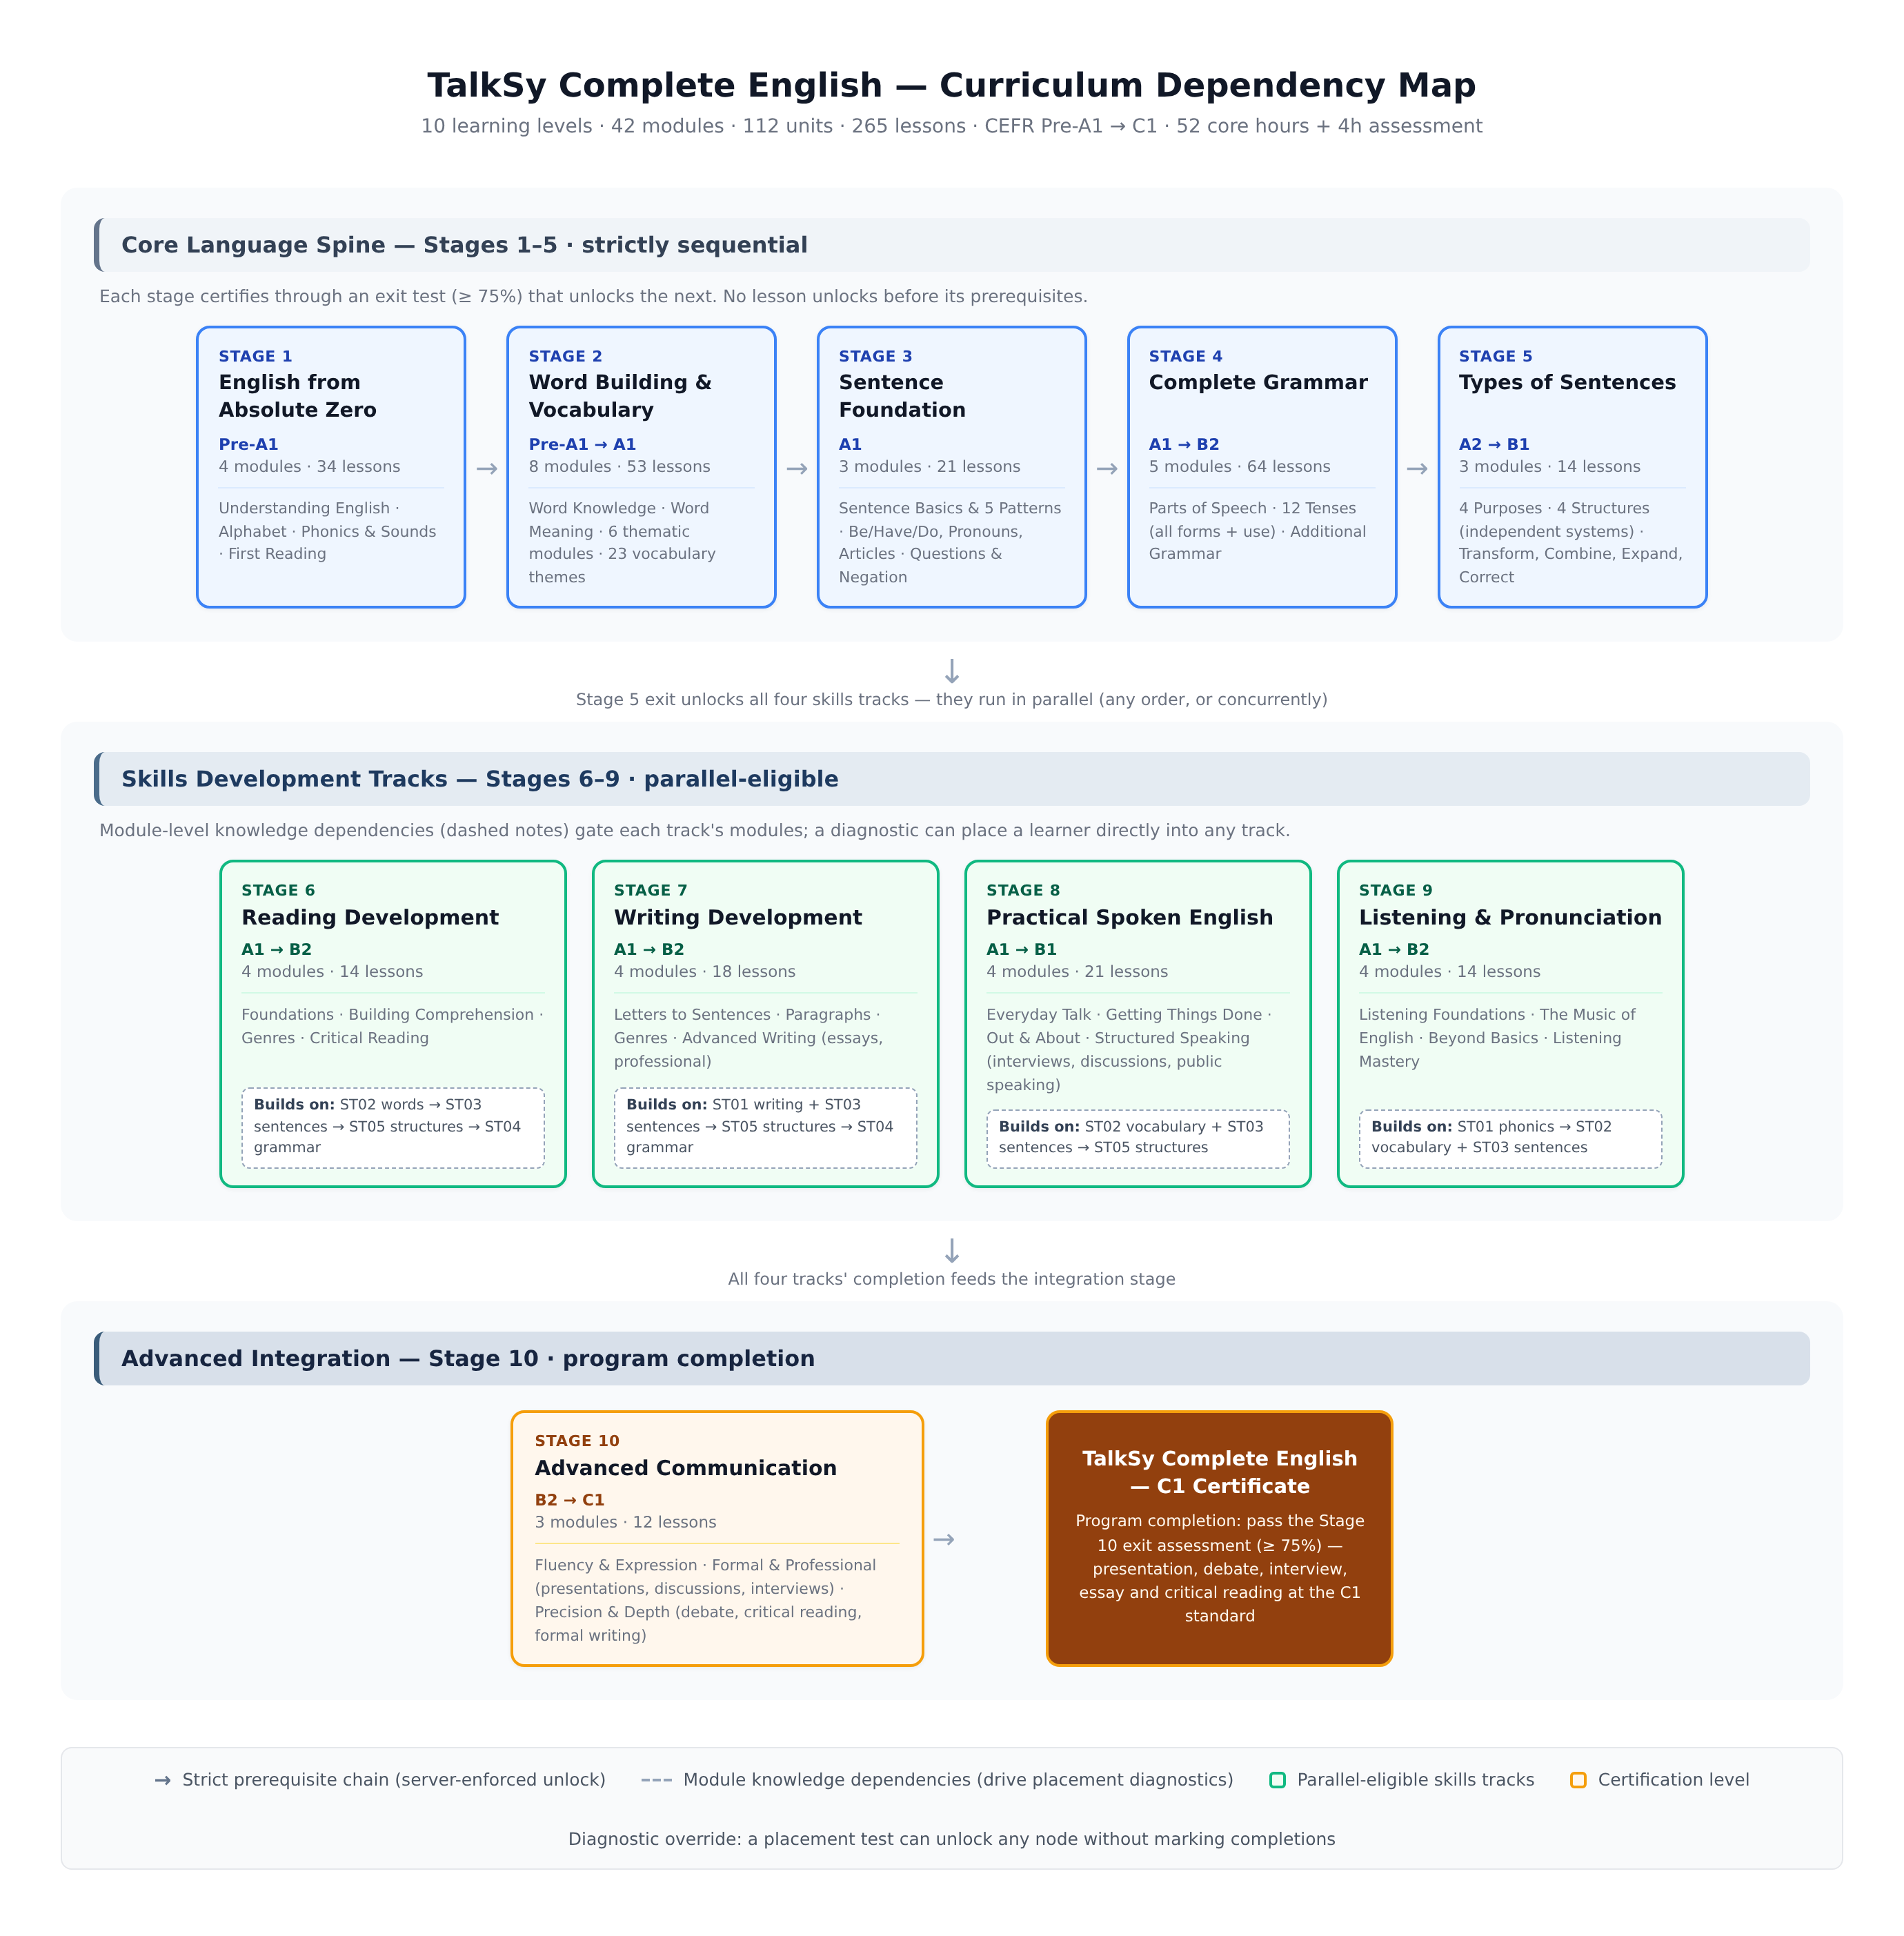 TalkSy Complete English — Curriculum Dependency Map
10 learning levels · 42 modules · 112 units · 265 lessons · CEFR Pre-A1 → C1 · 52 core hours + 4h assessment
Core Language Spine — Stages 1–5 · strictly sequential
Each stage certifies through an exit test (≥ 75%) that unlocks the next. No lesson unlocks before its prerequisites.
STAGE 1
English from
Absolute Zero
Pre-A1
4 modules · 34 lessons
Understanding English ·
Alphabet · Phonics & Sounds
· First Reading
→
STAGE 2
Word Building &
Vocabulary
Pre-A1 → A1
8 modules · 53 lessons
Word Knowledge · Word
Meaning · 6 thematic
modules · 23 vocabulary
themes
→
STAGE 3
Sentence
Foundation
A1
3 modules · 21 lessons
Sentence Basics & 5 Patterns
· Be/Have/Do, Pronouns,
Articles · Questions &
Negation
→
STAGE 4
Complete Grammar
A1 → B2
5 modules · 64 lessons
Parts of Speech · 12 Tenses
(all forms + use) · Additional
Grammar
→
STAGE 5
Types of Sentences
A2 → B1
3 modules · 14 lessons
4 Purposes · 4 Structures
(independent systems) ·
Transform, Combine, Expand,
Correct
↓
Stage 5 exit unlocks all four skills tracks — they run in parallel (any order, or concurrently)
Skills Development Tracks — Stages 6–9 · parallel-eligible
Module-level knowledge dependencies (dashed notes) gate each track's modules; a diagnostic can place a learner directly into any track.
STAGE 6
Reading Development
A1 → B2
4 modules · 14 lessons
Foundations · Building Comprehension ·
Genres · Critical Reading
Builds on: ST02 words → ST03
sentences → ST05 structures → ST04
grammar
STAGE 7
Writing Development
A1 → B2
4 modules · 18 lessons
Letters to Sentences · Paragraphs ·
Genres · Advanced Writing (essays,
professional)
Builds on: ST01 writing + ST03
sentences → ST05 structures → ST04
grammar
STAGE 8
Practical Spoken English
A1 → B1
4 modules · 21 lessons
Everyday Talk · Getting Things Done ·
Out & About · Structured Speaking
(interviews, discussions, public
speaking)
Builds on: ST02 vocabulary + ST03
sentences → ST05 structures
STAGE 9
Listening & Pronunciation
A1 → B2
4 modules · 14 lessons
Listening Foundations · The Music of
English · Beyond Basics · Listening
Mastery
Builds on: ST01 phonics → ST02
vocabulary + ST03 sentences
↓
All four tracks' completion feeds the integration stage
Advanced Integration — Stage 10 · program completion
STAGE 10
Advanced Communication
B2 → C1
3 modules · 12 lessons
Fluency & Expression · Formal & Professional
(presentations, discussions, interviews) ·
Precision & Depth (debate, critical reading,
formal writing)
→
TalkSy Complete English
— C1 Certificate
Program completion: pass the Stage
10 exit assessment (≥ 75%) —
presentation, debate, interview,
essay and critical reading at the C1
standard
→ Strict prerequisite chain (server-enforced unlock)
Module knowledge dependencies (drive placement diagnostics)
Parallel-eligible skills tracks
Certification level
Diagnostic override: a placement test can unlock any node without marking completions